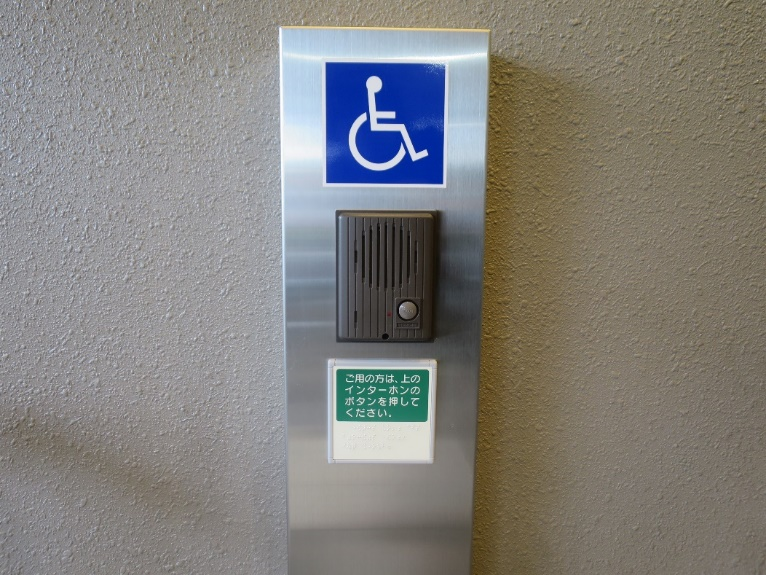 ご用の方は、上の
インターホンの
ボタンを押して
ください。